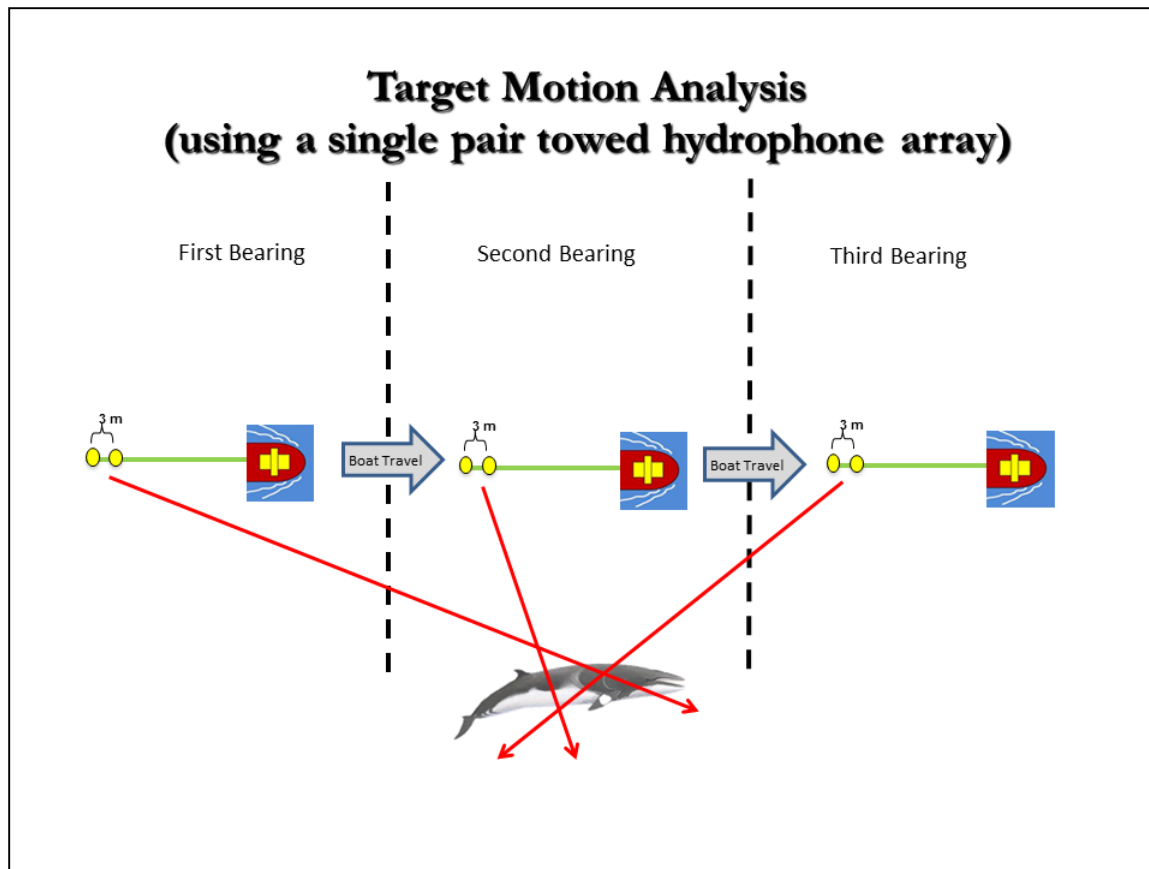 Target Motion Analysis
(using a single pair towed hydrophone array)
First Bearing
Second Bearing
Third Bearing
3 m
Boat Travel
3 m
Boat Travel
3 m